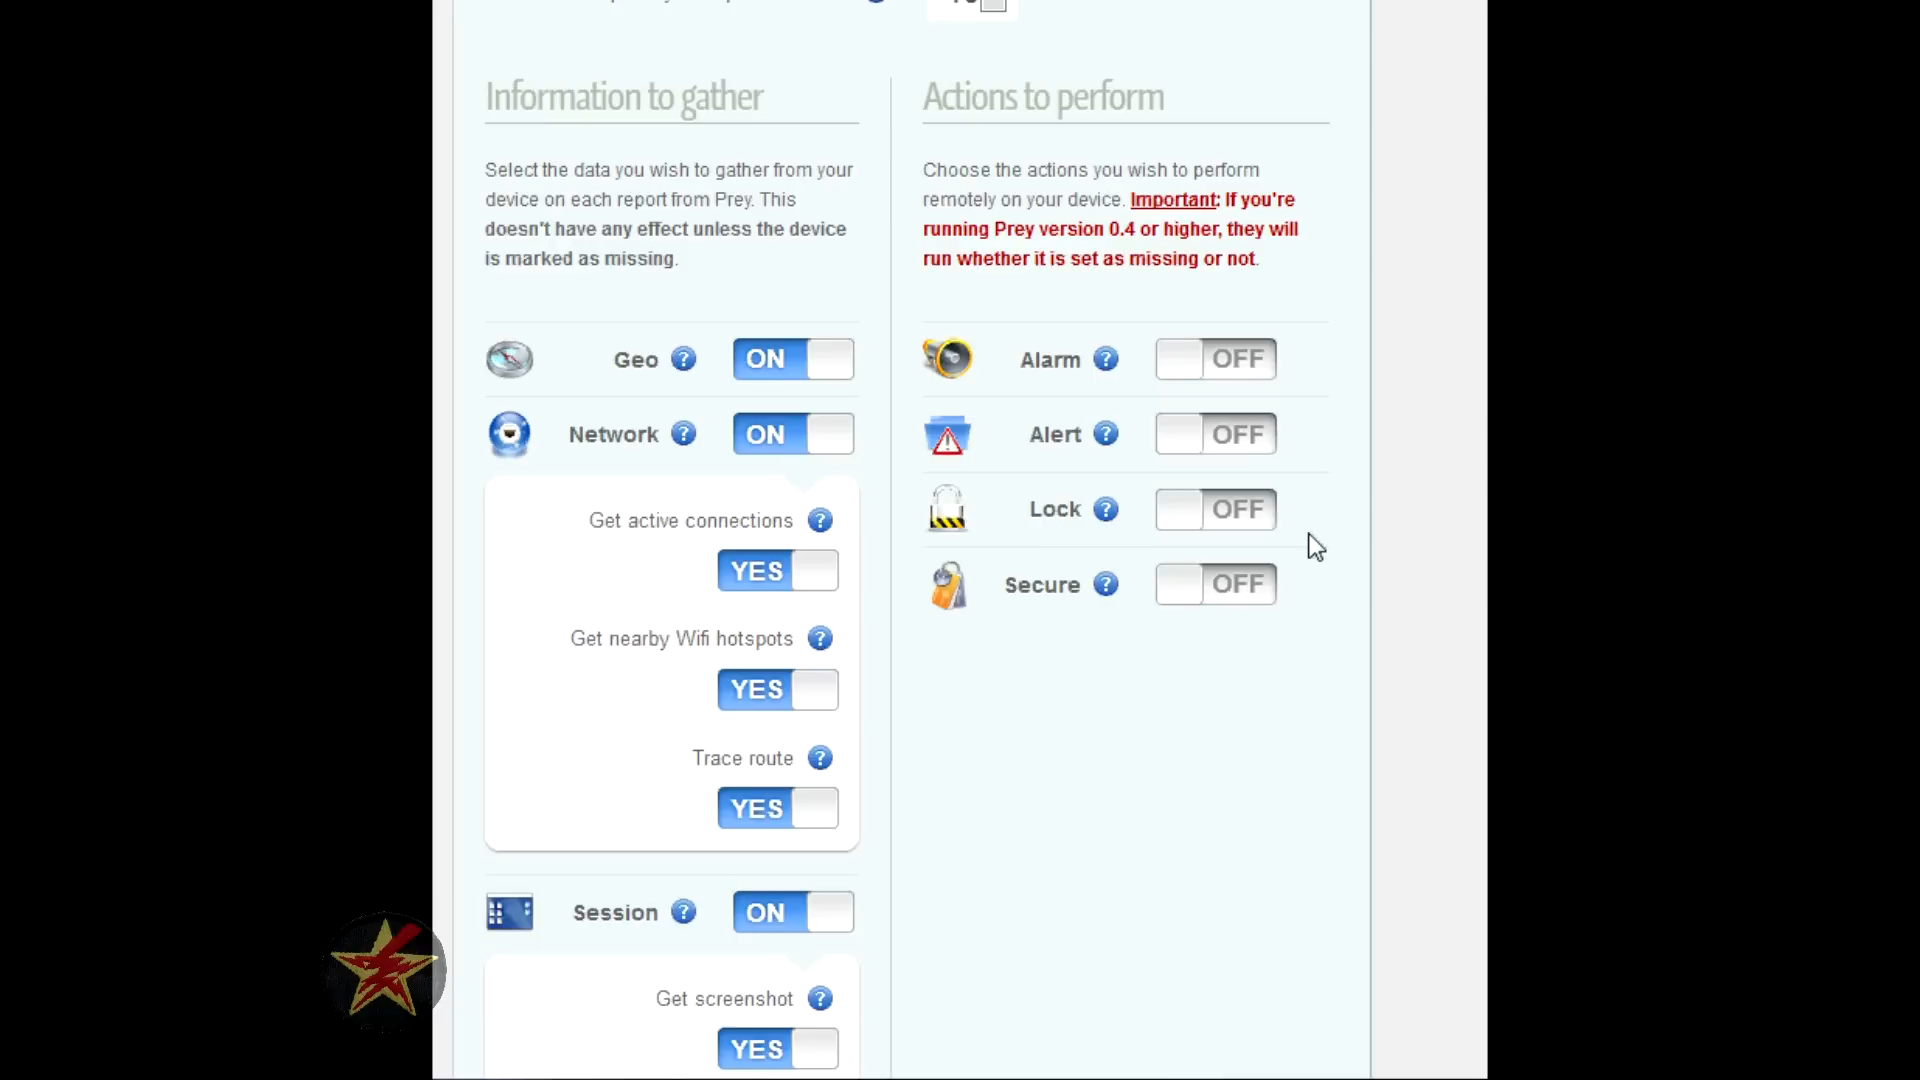 Information to gather
Select the data you wish to gather from your
device on each report from Prey. This
doesn't have any effect unless the device
is marked as missing.
Geo ? ON
Network ? ON
Get active connections ?
YES
Get nearby Wifi hotspots ?
YES
Trace route ?
YES
Session ? ON
Get screenshot ?
YES
Actions to perform
Choose the actions you wish to perform
remotely on your device. Important: If you're
running Prey version 0.4 or higher, they will
run whether it is set as missing or not.
Alarm ? OFF
Alert ? OFF
Lock ? OFF
Secure ? OFF